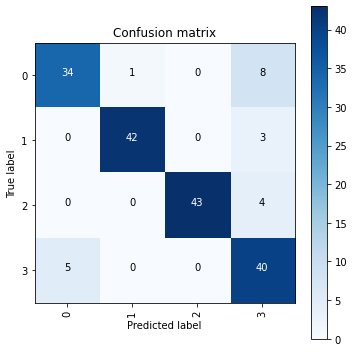 Confusion matrix
True label
0 34 1 0 8
1 0 42 0 3
2 0 0 43 4
3 5 0 0 40
0 1 2 3
Predicted label
40
35
30
25
20
15
10
5
0